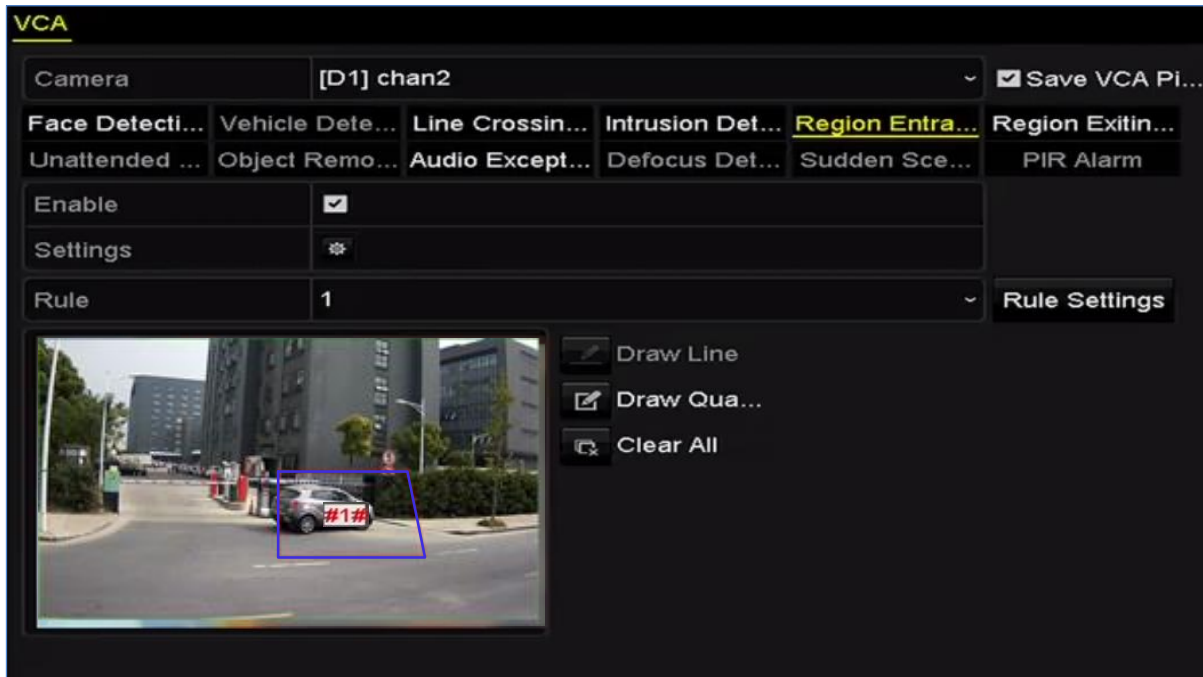 VCA
Camera [D1] chan2 Save VCA Pi...
Face Detecti... Vehicle Dete... Line Crossin... Intrusion Det... Region Entra... Region Exitin...
Unattended ... Object Remo... Audio Except... Defocus Det... Sudden Sce... PIR Alarm
Enable
Settings
Rule 1 Rule Settings
Draw Line
Draw Qua...
Clear All
#1#